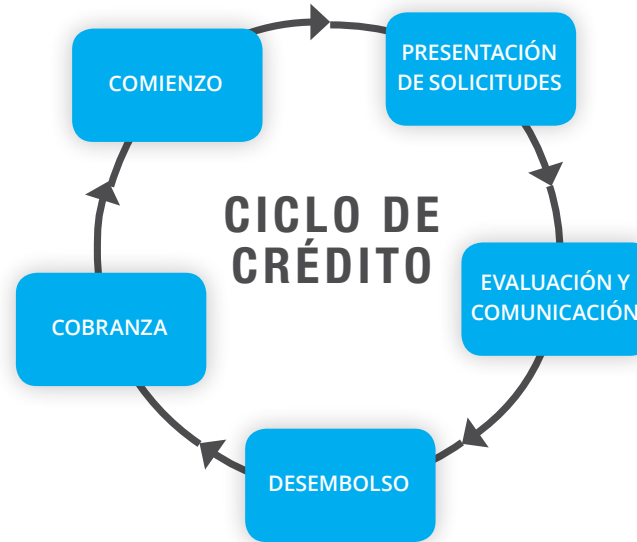 COMIENZO
PRESENTACIÓN
DE SOLICITUDES
CICLO DE
CRÉDITO
EVALUACIÓN Y
COMUNICACIÓN
COBRANZA
DESEMBOLSO